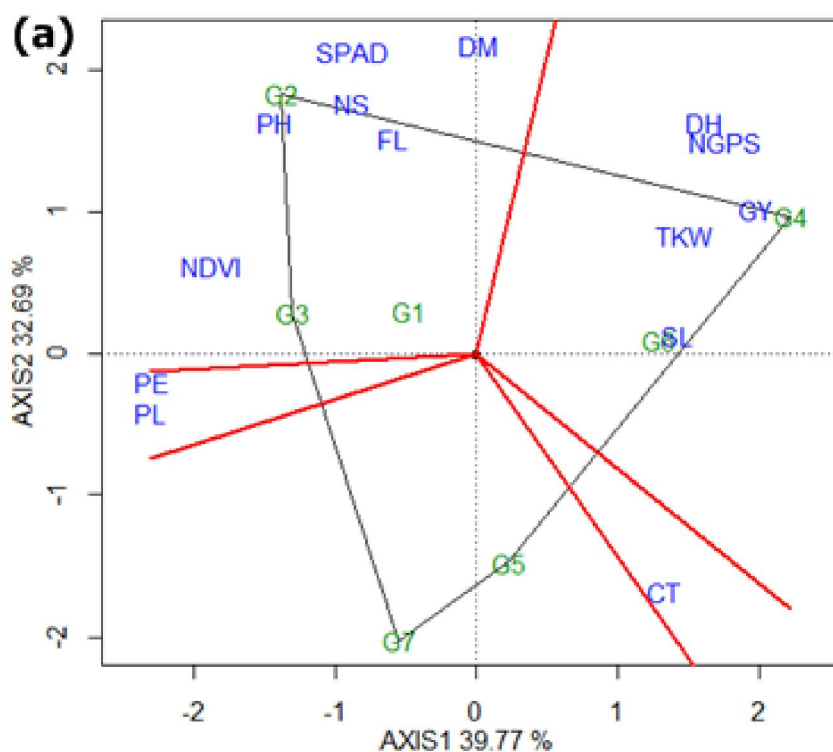 (a)
SPAD DM
G2 NS
PH FL
DH
NGPS
GY G4
TKW
NDVI
G3 G1
SL
PE
PL
G5
CT
G7
2
1
0
-1
-2
AXIS2 32.69 %
-2 -1 0 1 2
AXIS1 39.77 %